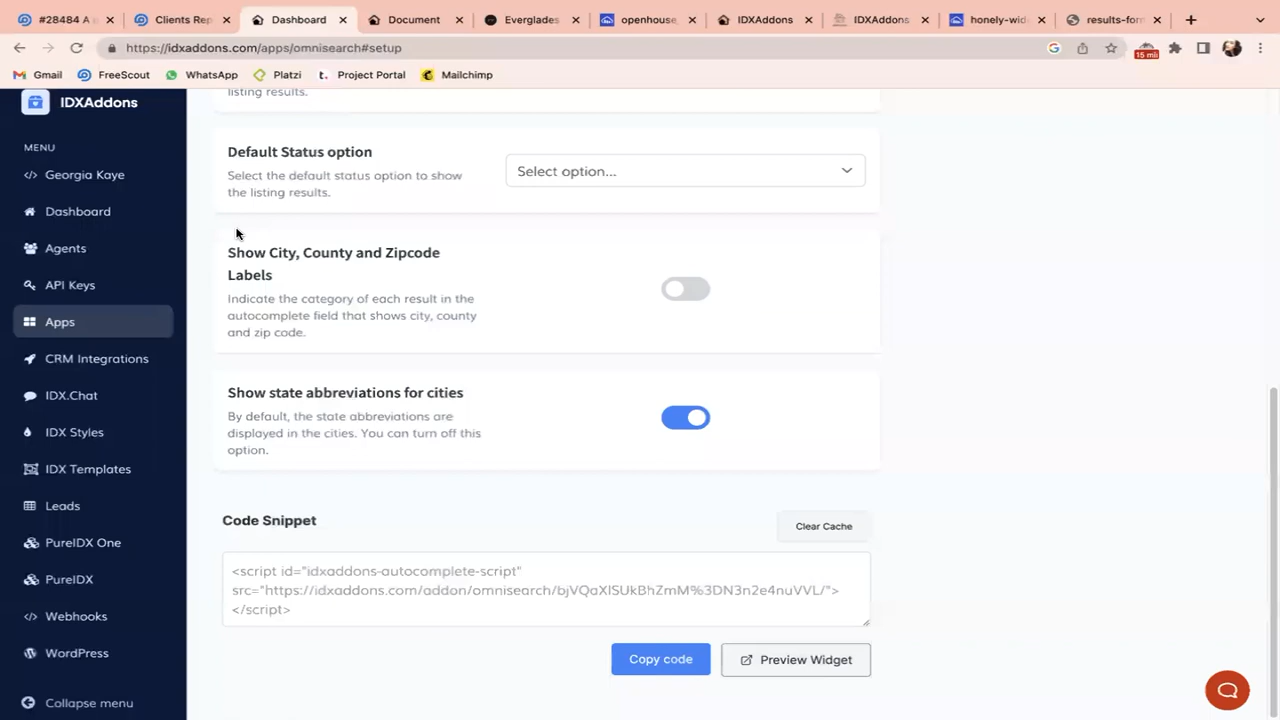 #28484 A u
Clients Rep
Dashboard
Document
Everglades
openhouse_
IDXAddons
IDXAddons
honely-wid
results-for
https://idxaddons.com/apps/omnisearch#setup
15 mil
Gmail
FreeScout
WhatsApp
Platzi
Project Portal
Mailchimp
IDXAddons
MENU
Georgia Kaye
Dashboard
Agents
API Keys
Apps
CRM Integrations
IDX.Chat
IDX Styles
IDX Templates
Leads
PureIDX One
PureIDX
Webhooks
WordPress
Collapse menu
listing results.
Default Status option
Select the default status option to show
the listing results.
Select option...
Show City, County and Zipcode
Labels
Indicate the category of each result in the
autocomplete field that shows city, county
and zip code.
Show state abbreviations for cities
By default, the state abbreviations are
displayed in the cities. You can turn off this
option.
Code Snippet
Clear Cache
<script id="idxaddons-autocomplete-script"
src="https://idxaddons.com/addon/omnisearch/bjVQaXlSUkBhZmM%3DN3n2e4nuVVL/">
</script>
Copy code
Preview Widget